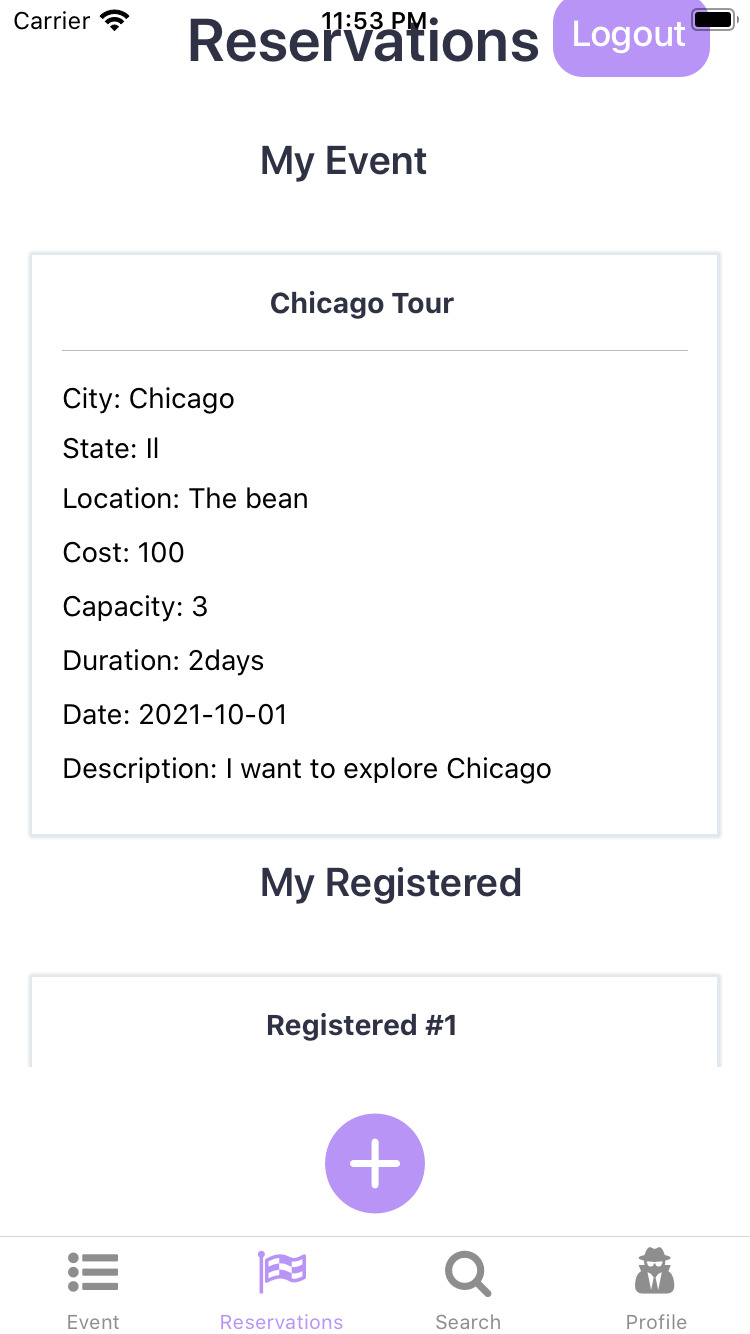 Carrier 11:53 PM
Reservations Logout
My Event
Chicago Tour
City: Chicago
State: Il
Location: The bean
Cost: 100
Capacity: 3
Duration: 2days
Date: 2021-10-01
Description: I want to explore Chicago
My Registered
Registered #1
Event Reservations Search Profile